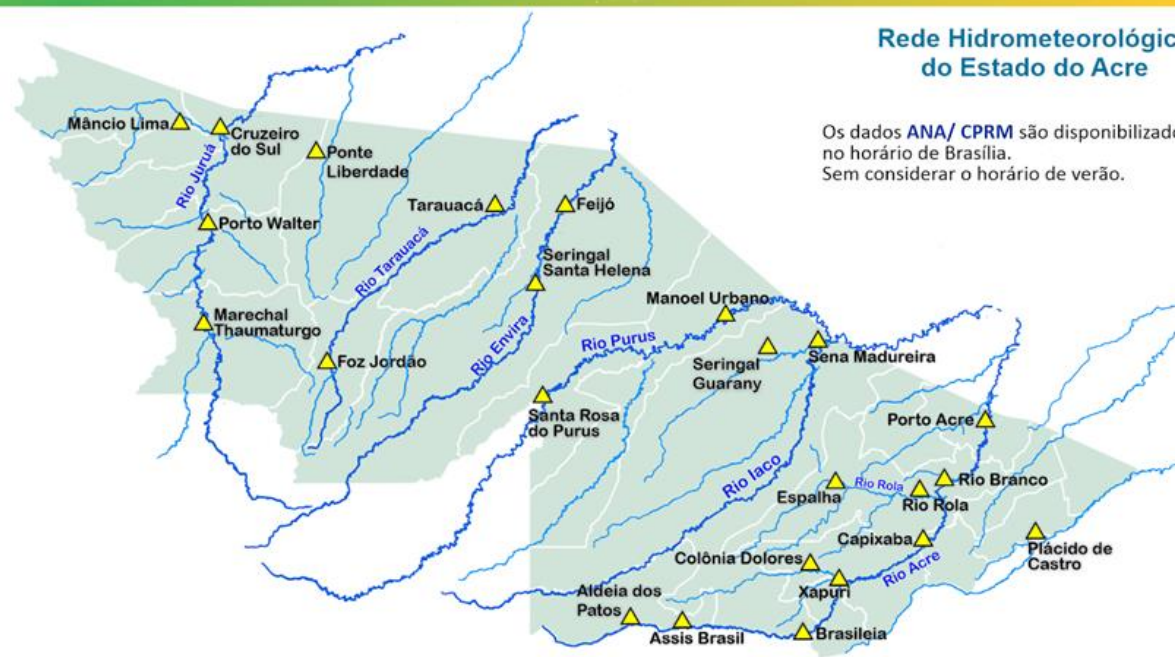 Rede Hidrometeorológic
do Estado do Acre
Os dados ANA/ CPRM são disponibilizado
no horário de Brasília.
Sem considerar o horário de verão.
Mâncio Lima
Cruzeiro
do Sul
Ponte
Liberdade
Rio Juruá
Porto Walter
Tarauacá
Feijó
Rio Tarauacá
Seringal
Santa Helena
Marechal
Thaumaturgo
Foz Jordão
Rio Envira
Manoel Urbano
Rio Purus
Seringal
Guarany
Sena Madureira
Santa Rosa
do Purus
Porto Acre
Rio Iaco
Espalha
Rio Rola
Rio Rola
Rio Branco
Capixaba
Plácido de
Castro
Colônia Dolores
Rio Acre
Xapuri
Aldeia dos
Patos
Assis Brasil
Brasileia